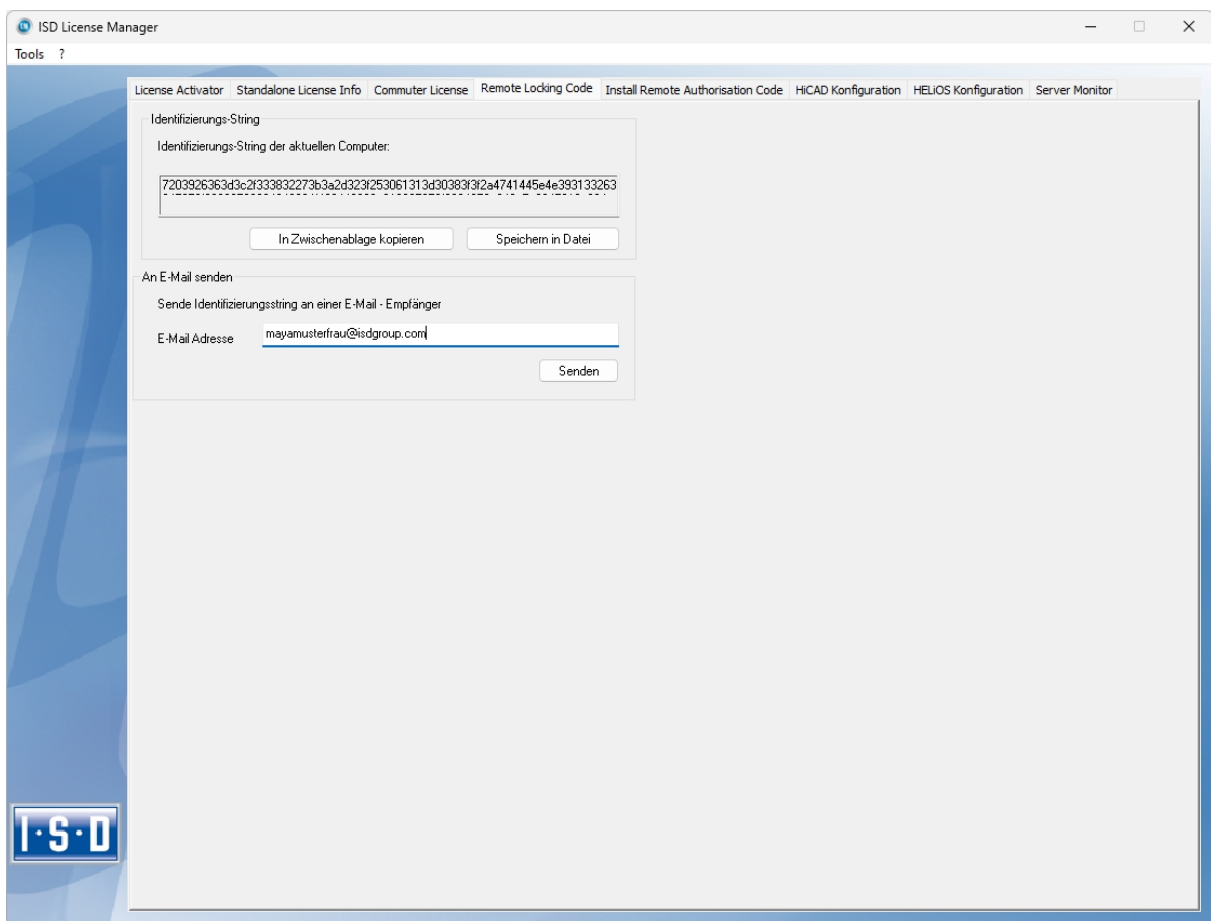 ISD License Manager
Tools ?
License Activator Standalone License Info Commuter License Remote Locking Code Install Remote Authorisation Code HiCAD Konfiguration HELiOS Konfiguration Server Monitor
Identifizierungs-String
Identifizierungs-String der aktuellen Computer:
7203926363d3c2f333832273b3a2d323f253061313d30383f3f2a4741445e4e393133263
In Zwischenablage kopieren Speichern in Datei
An E-Mail senden
Sende Identifizierungsstring an einer E-Mail - Empfänger
E-Mail Adresse mayamusterfrau@isdgroup.com
Senden
I·S·D